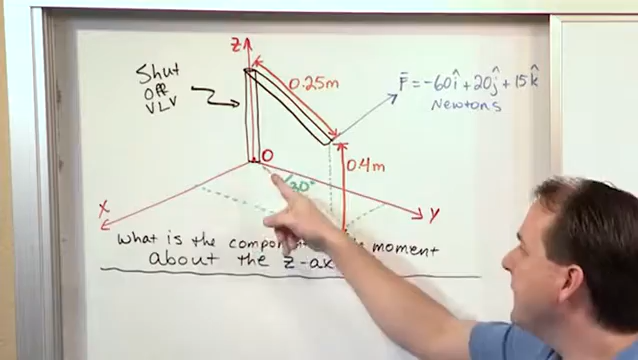 z
Shut
off
VLV
0.25m
F̄ = -60î + 20ĵ + 15k̂
Newtons
O
0.4m
30°
x
y
what is the moment
about the z-ax